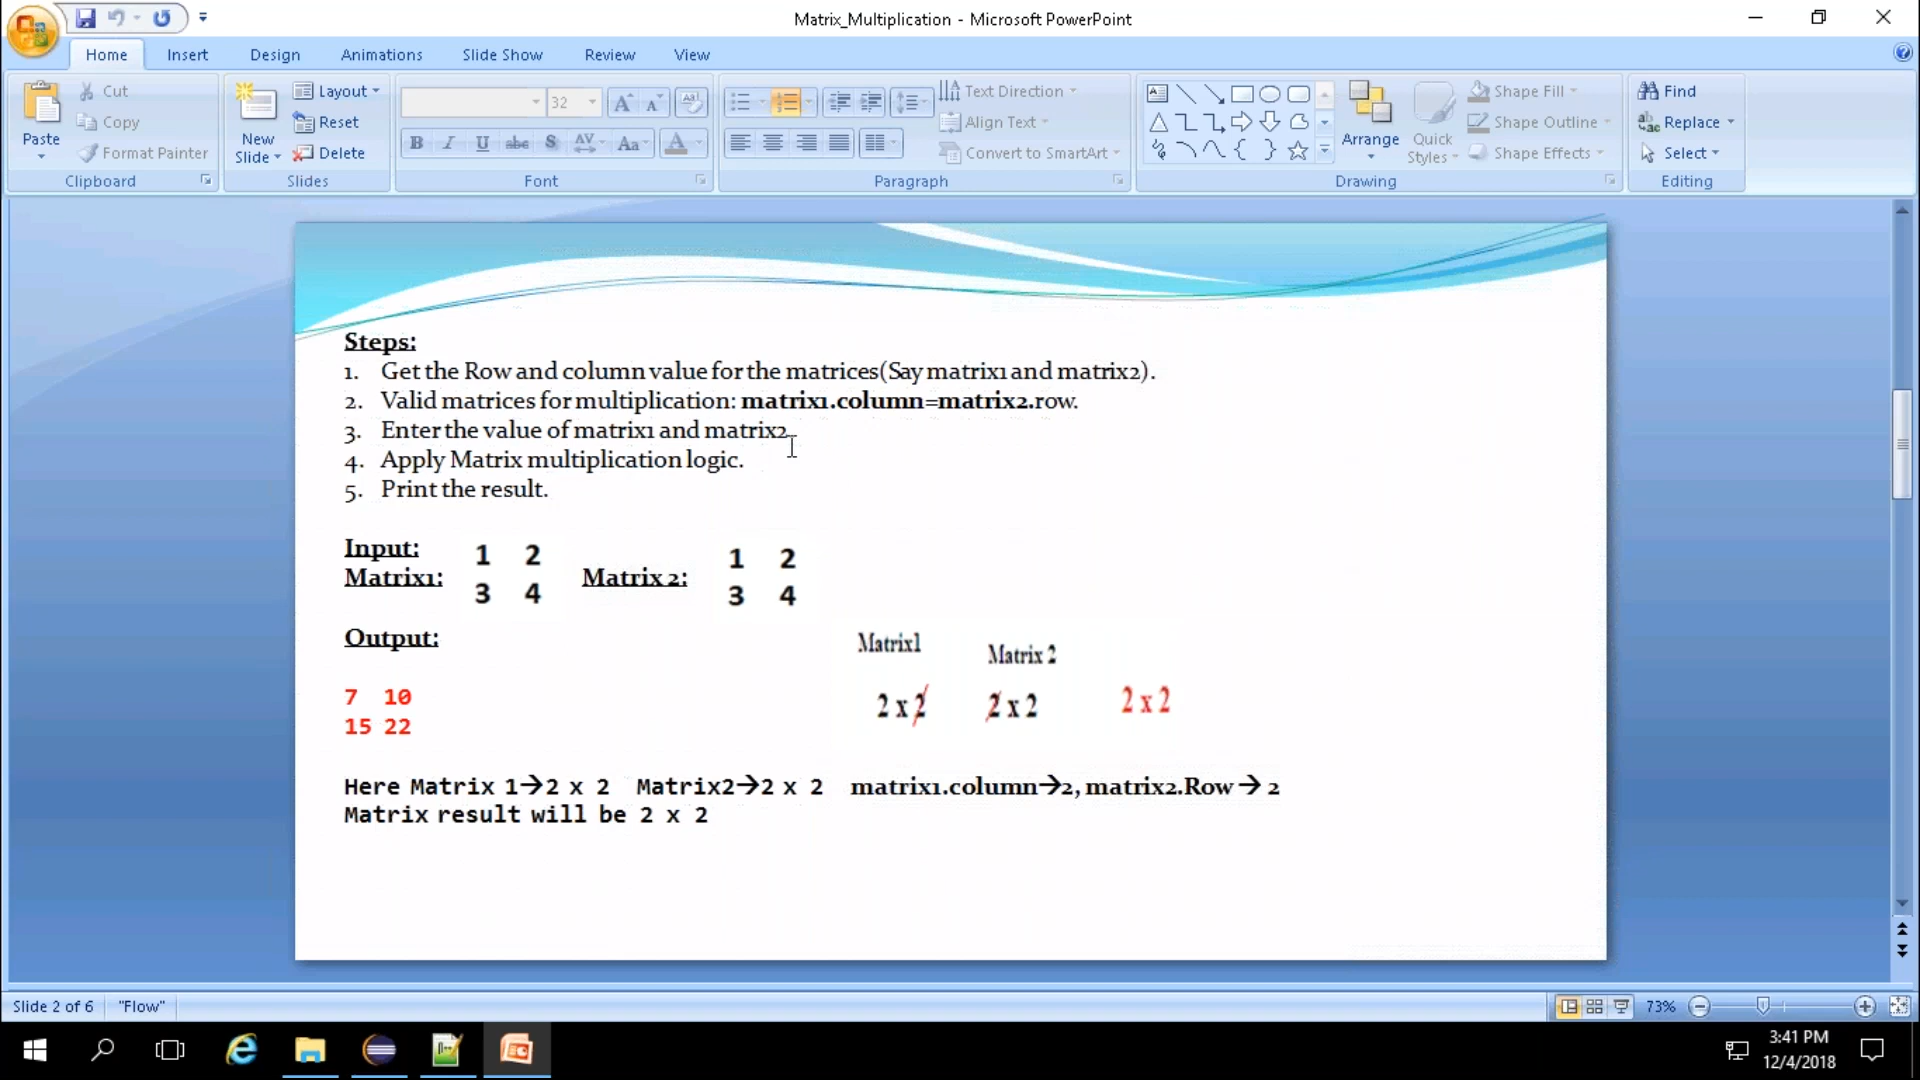 Matrix_Multiplication - Microsoft PowerPoint
Home Insert Design Animations Slide Show Review View
Paste
Cut
Copy
Format Painter
Clipboard
New
Slide
Layout
Reset
Delete
Slides
32
Font
Text Direction
Align Text
Convert to SmartArt
Paragraph
Arrange
Quick
Styles
Shape Fill
Shape Outline
Shape Effects
Drawing
Find
Replace
Select
Editing
Steps:
1. Get the Row and column value for the matrices(Say matrix1 and matrix2).
2. Valid matrices for multiplication: matrix1.column=matrix2.row.
3. Enter the value of matrix1 and matrix2
4. Apply Matrix multiplication logic.
5. Print the result.
Input:
Matrix1:
1 2
3 4
Matrix 2:
1 2
3 4
Output:
7 10
15 22
Matrix1 Matrix 2
2 x 2 2 x 2 2 x 2
Here Matrix 1→2 x 2 Matrix2→2 x 2 matrix1.column→2, matrix2.Row → 2
Matrix result will be 2 x 2
Slide 2 of 6 "Flow" 73%
3:41 PM
12/4/2018